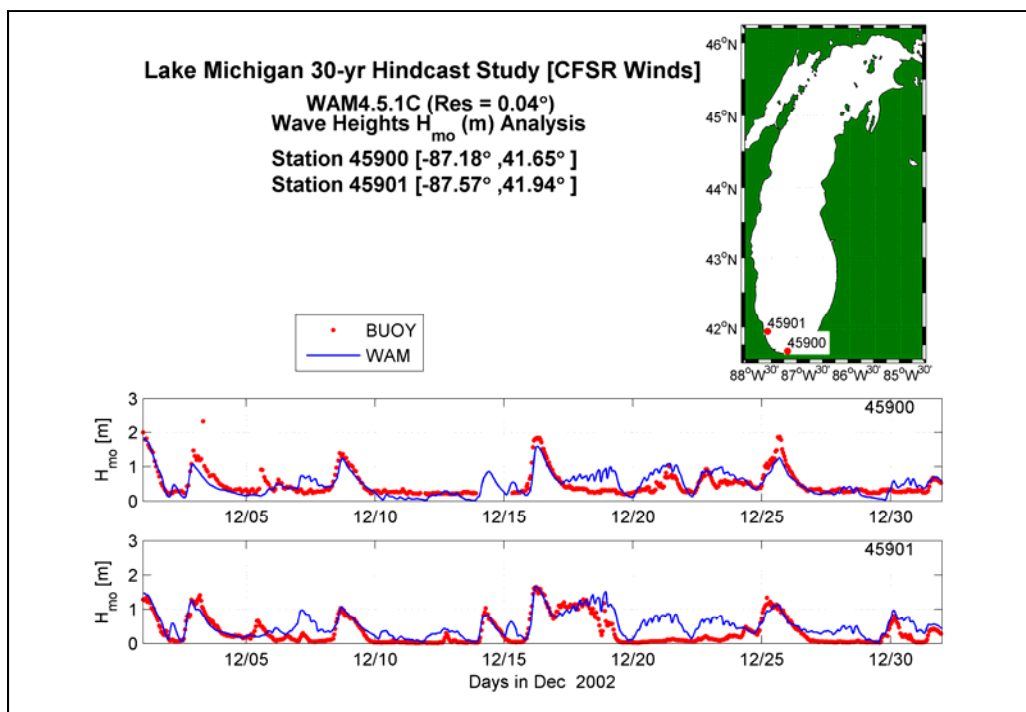 Lake Michigan 30-yr Hindcast Study [CFSR Winds]
WAM4.5.1C (Res = 0.04°)
Wave Heights Hmo (m) Analysis
Station 45900 [-87.18° ,41.65° ]
Station 45901 [-87.57° ,41.94° ]
46°N
45°N
44°N
43°N
42°N
45901
45900
88°W 30' 87°W 30' 86°W 30' 85°W 30'
BUOY
WAM
45900
Hmo [m]
3
2
1
0
12/05 12/10 12/15 12/20 12/25 12/30
45901
Hmo [m]
3
2
1
0
12/05 12/10 12/15 12/20 12/25 12/30
Days in Dec 2002